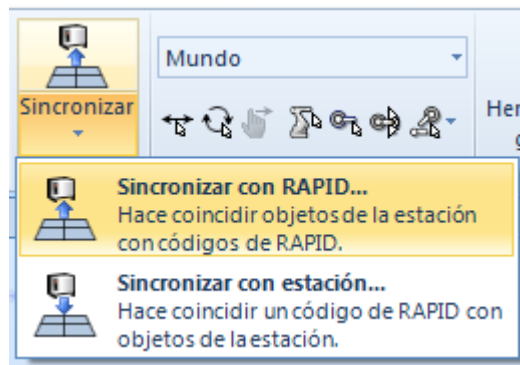 Mundo
Sincronizar
Her
g
Sincronizar con RAPID...
Hace coincidir objetos de la estación
con códigos de RAPID.
Sincronizar con estación...
Hace coincidir un código de RAPID con
objetos de la estación.